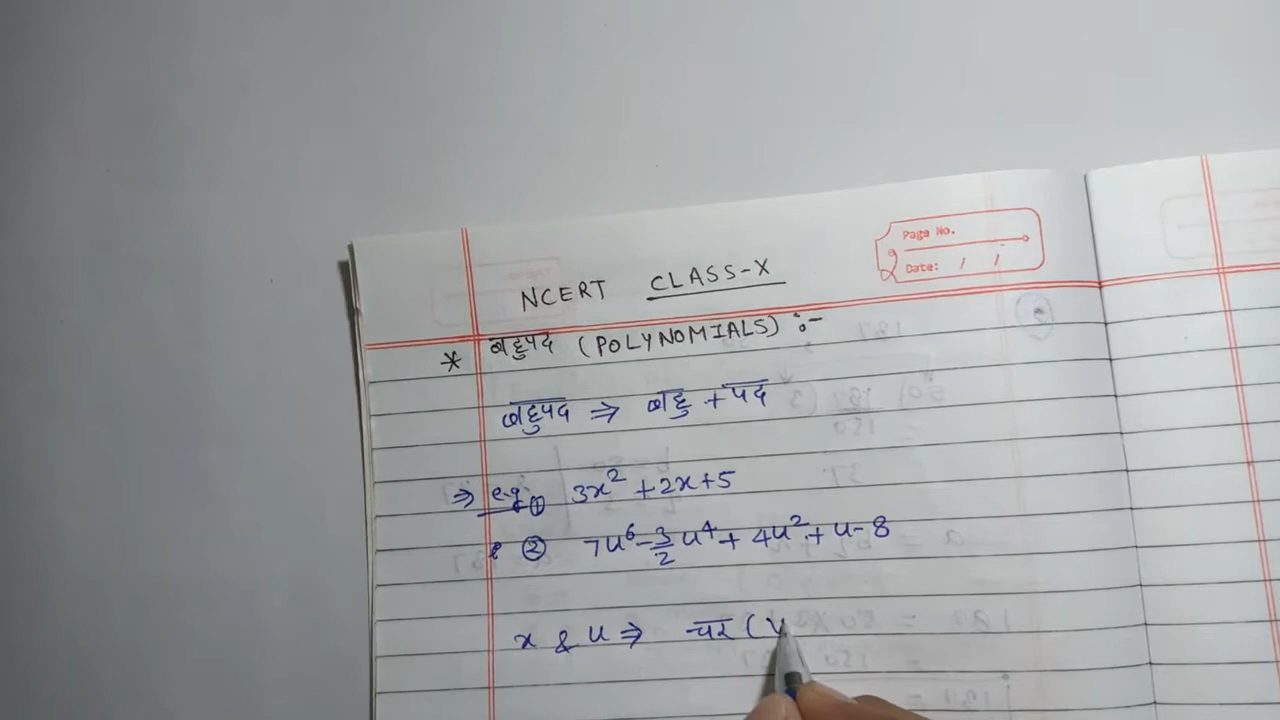 Page No.
Date: / /
NCERT CLASS-X
* बहुपद (POLYNOMIALS) :-
बहुपद ⇒ बहु + पद
⇒ e.g ① 3x² + 2x + 5
② 7u⁶ - 3/2 u⁴ + 4u² + u - 8
x & u ⇒ चर (V